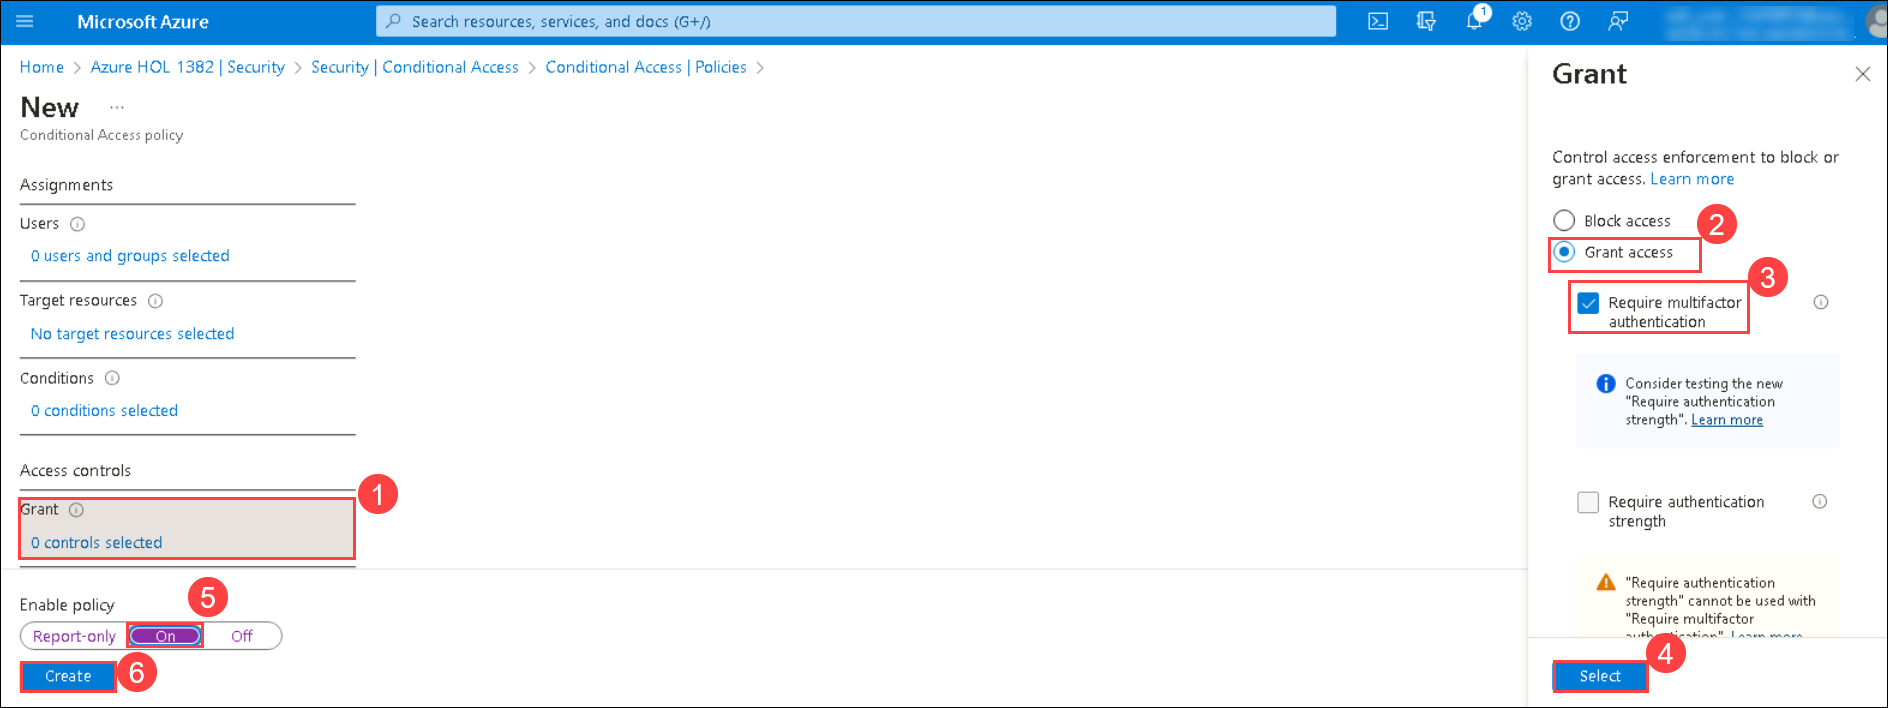 Microsoft Azure
Search resources, services, and docs (G+/)
1
Home > Azure HOL 1382 | Security > Security | Conditional Access > Conditional Access | Policies >
New ...
Conditional Access policy
Assignments
Users
0 users and groups selected
Target resources
No target resources selected
Conditions
0 conditions selected
Access controls
1
Grant
0 controls selected
Enable policy
5
Report-only On Off
Create
6
Grant
Control access enforcement to block or
grant access. Learn more
Block access
2
Grant access
3
Require multifactor
authentication
Consider testing the new
"Require authentication
strength". Learn more
Require authentication
strength
"Require authentication
strength" cannot be used with
"Require multifactor
authentication". Learn more
4
Select